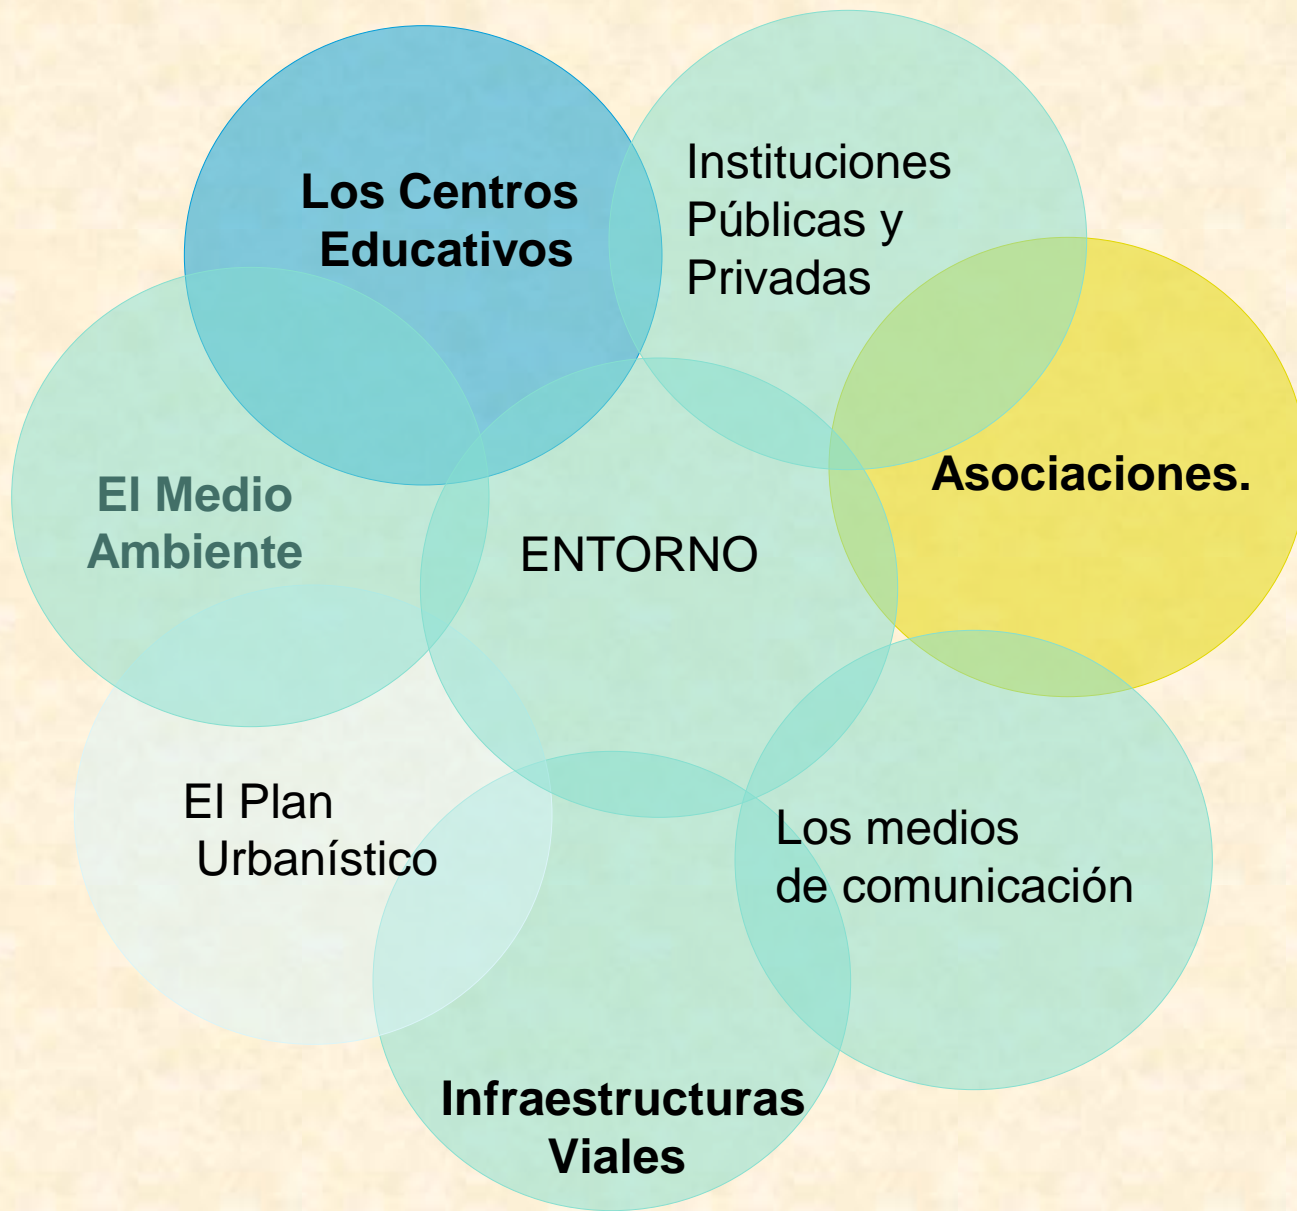 Los Centros
Educativos
Instituciones
Públicas y
Privadas
Asociaciones.
El Medio
Ambiente
ENTORNO
El Plan
Urbanístico
Los medios
de comunicación
Infraestructuras
Viales